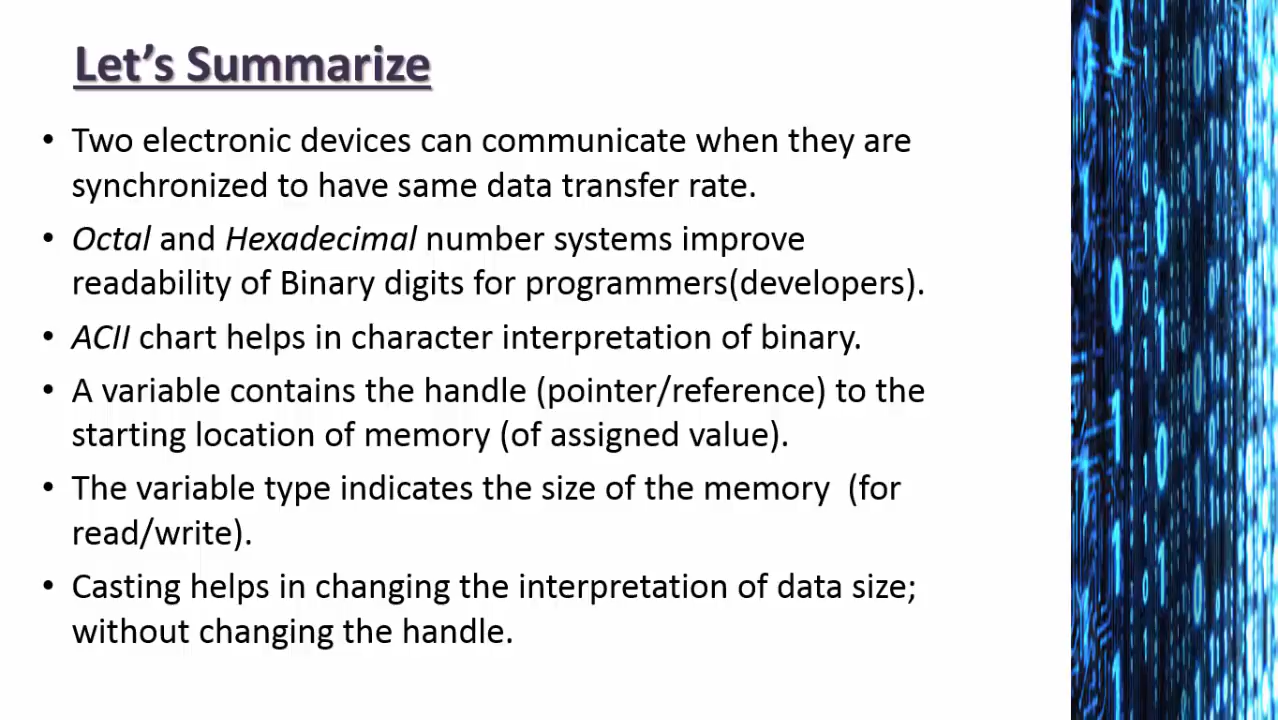 Let's Summarize
• Two electronic devices can communicate when they are
synchronized to have same data transfer rate.
• Octal and Hexadecimal number systems improve
readability of Binary digits for programmers(developers).
• ACII chart helps in character interpretation of binary.
• A variable contains the handle (pointer/reference) to the
starting location of memory (of assigned value).
• The variable type indicates the size of the memory  (for
read/write).
• Casting helps in changing the interpretation of data size;
without changing the handle.